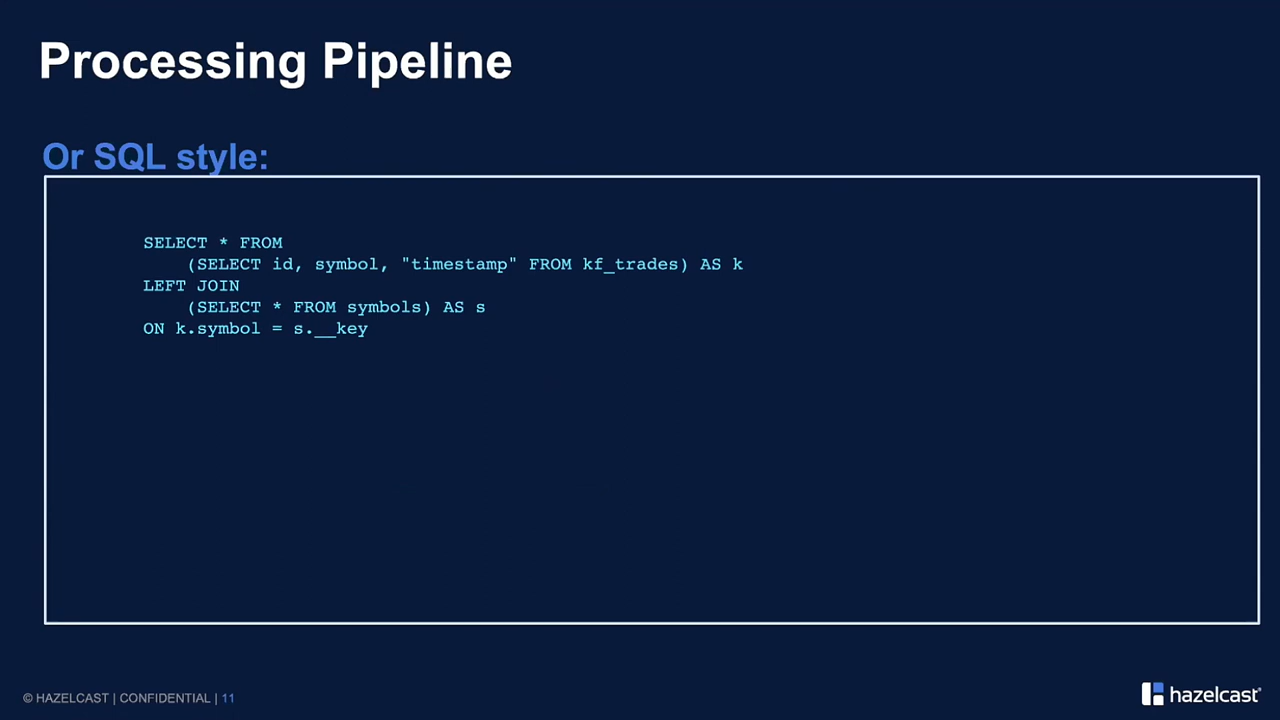 Processing Pipeline
Or SQL style:
SELECT * FROM
(SELECT id, symbol, "timestamp" FROM kf_trades) AS k
LEFT JOIN
(SELECT * FROM symbols) AS s
ON k.symbol = s.__key
© HAZELCAST | CONFIDENTIAL | 11
hazelcast